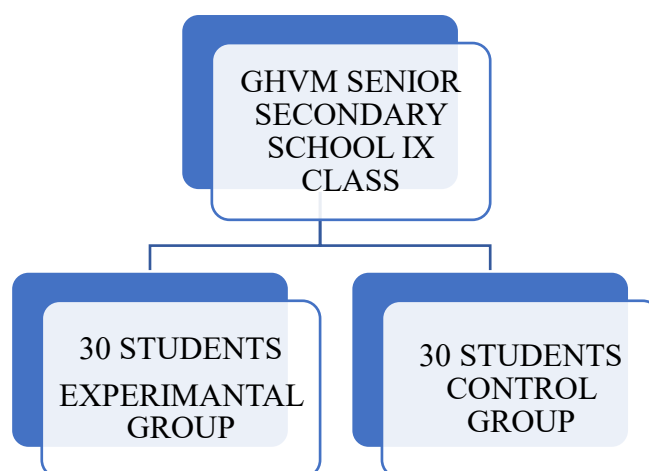 GHVM SENIOR
SECONDARY
SCHOOL IX
CLASS
30 STUDENTS
EXPERIMANTAL
GROUP
30 STUDENTS
CONTROL
GROUP